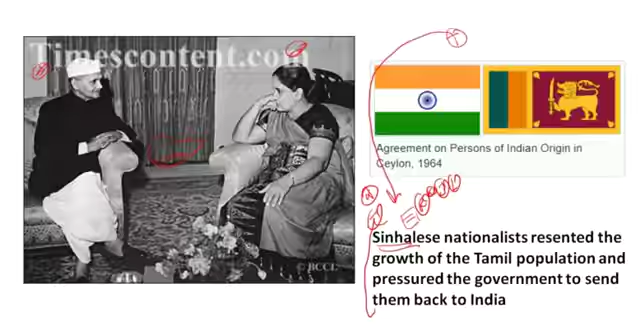 Timescontent.com
© BCCL
Agreement on Persons of Indian Origin in
Ceylon, 1964
Sinhalese nationalists resented the
growth of the Tamil population and
pressured the government to send
them back to India